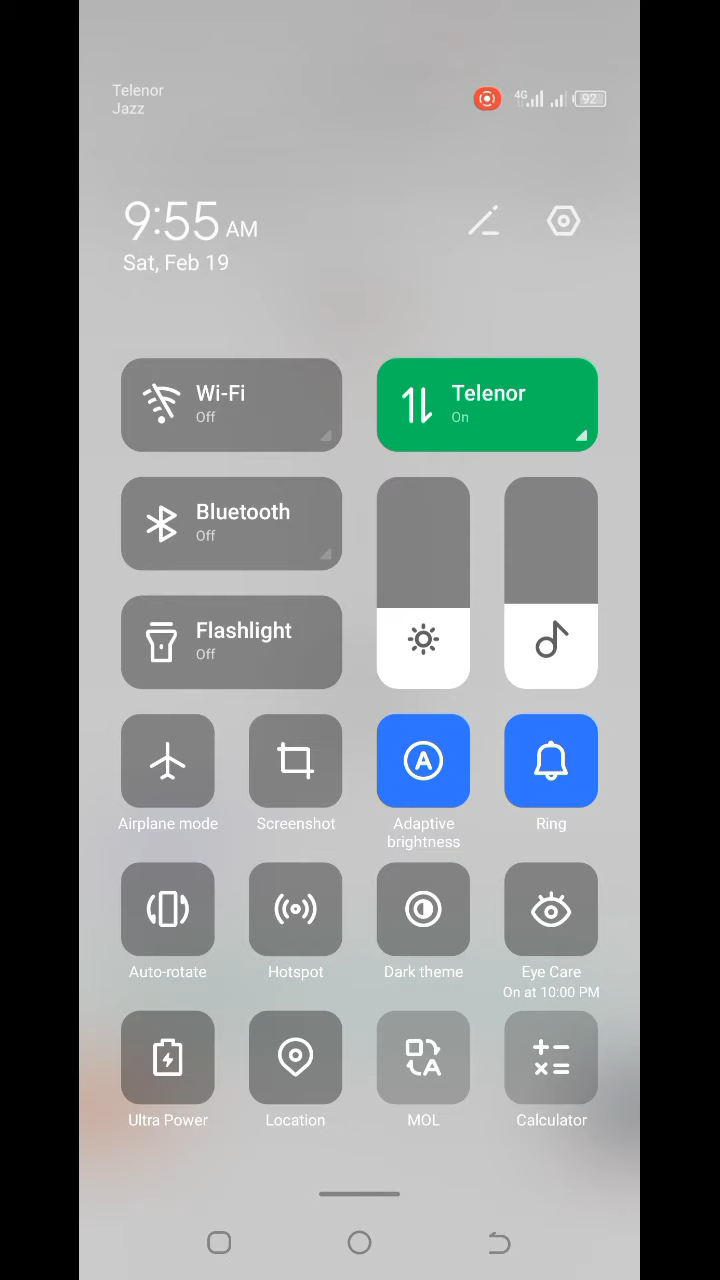 Telenor
Jazz
4G
92
9:55 AM
Sat, Feb 19
Wi-Fi
Off
Telenor
On
Bluetooth
Off
Flashlight
Off
Airplane mode
Screenshot
Adaptive
brightness
Ring
Auto-rotate
Hotspot
Dark theme
Eye Care
On at 10:00 PM
Ultra Power
Location
MOL
Calculator